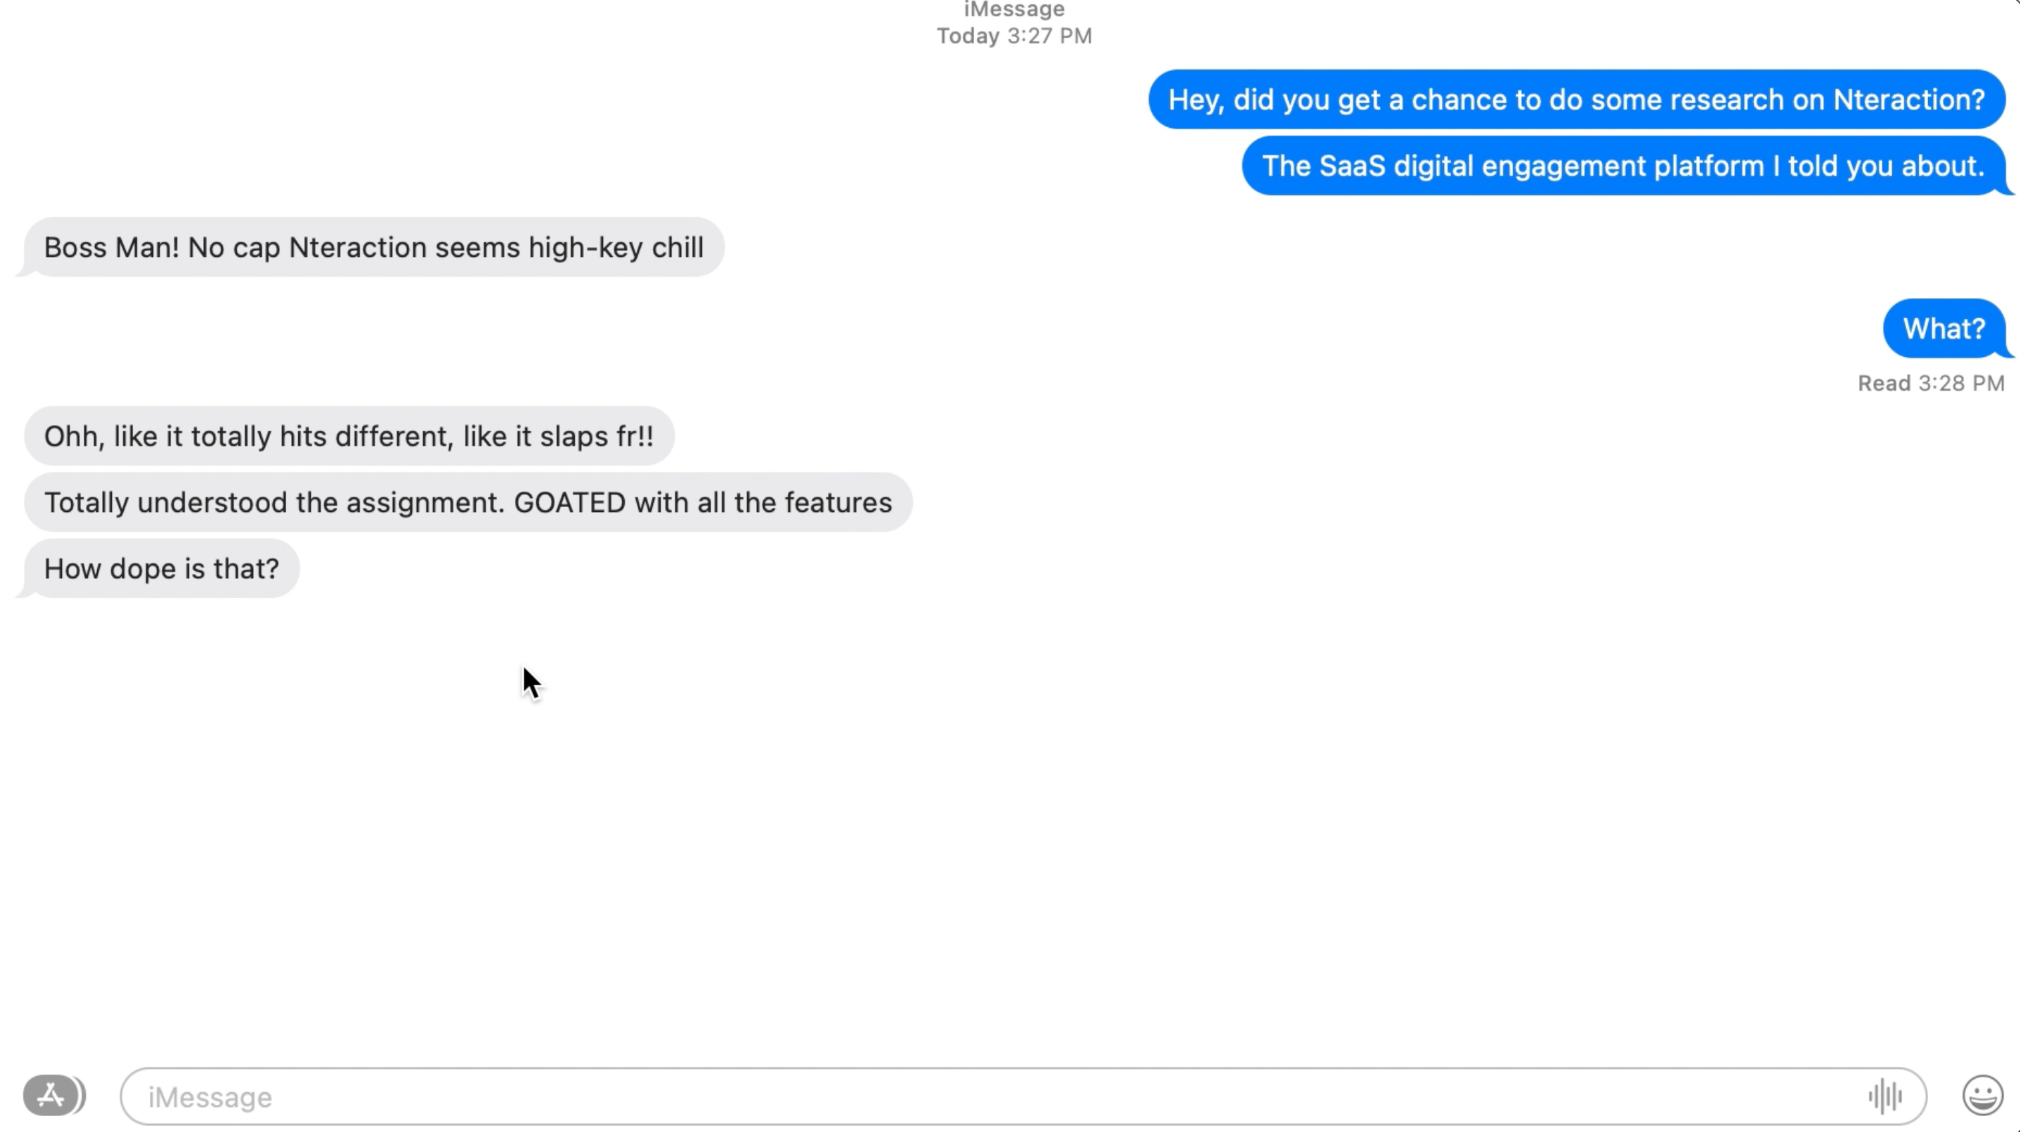 iMessage
Today 3:27 PM
Hey, did you get a chance to do some research on Nteraction?
The SaaS digital engagement platform I told you about.
Boss Man! No cap Nteraction seems high-key chill
What?
Read 3:28 PM
Ohh, like it totally hits different, like it slaps fr!!
Totally understood the assignment. GOATED with all the features
How dope is that?
iMessage